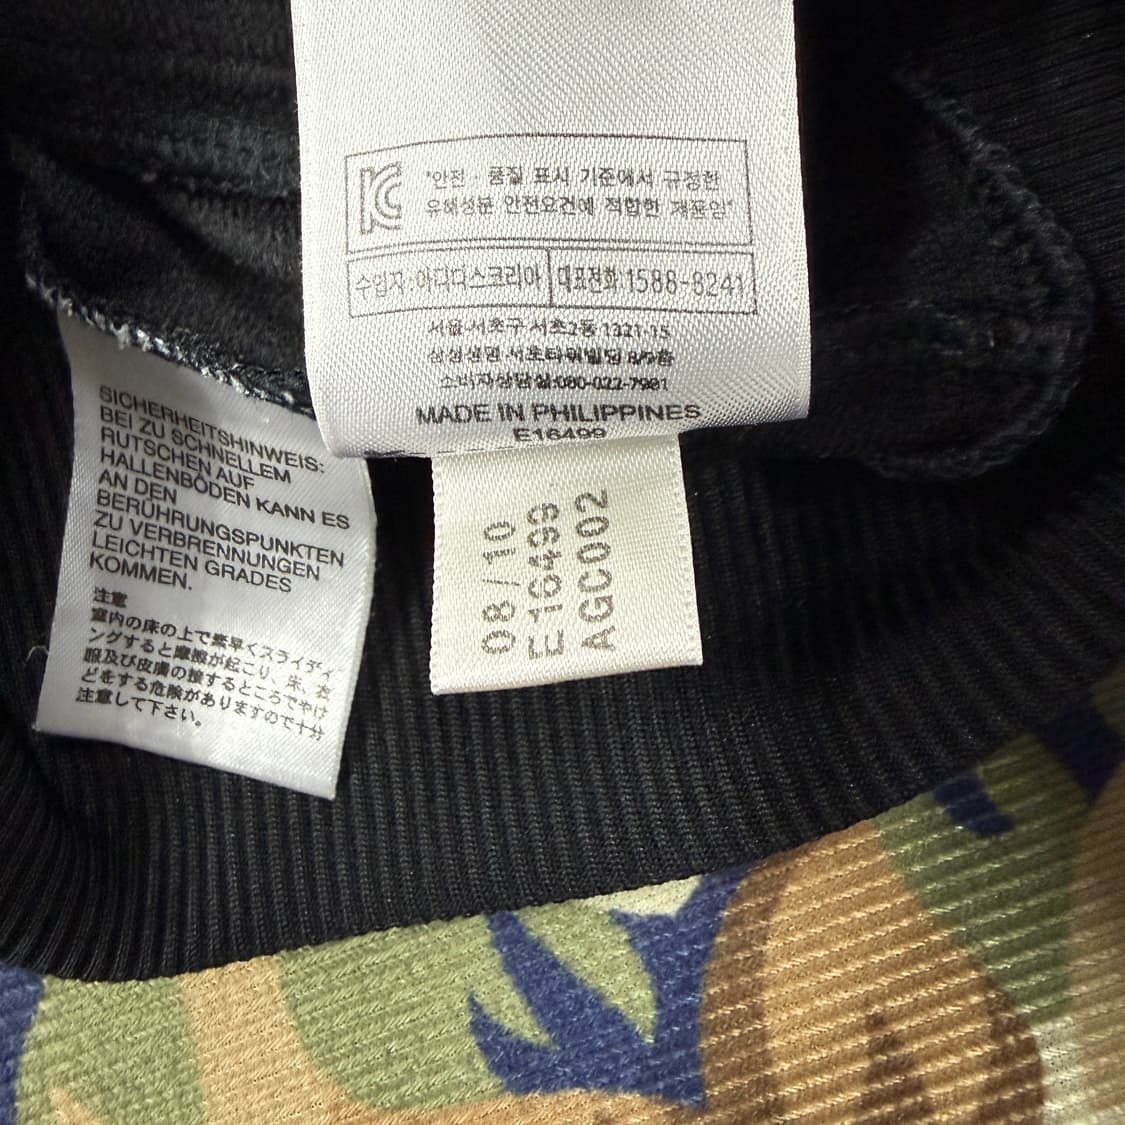 KC "안전·품질 표시 기준에서 규정한
유해성분 안전요건에 적합한 제품임"
수입자:아디다스코리아 대표전화:1588-8241
서울 서초구 서초2동 1321-15
삼성생명 서초타워빌딩 8/9층
소비자상담실:080-022-7901
MADE IN PHILIPPINES
E16499
08/10
E 16499
AGC002
SICHERHEITSHINWEIS:
BEI ZU SCHNELLEM
RUTSCHEN AUF
HALLENBÖDEN KANN ES
AN DEN
BERÜHRUNGSPUNKTEN
ZU VERBRENNUNGEN
LEICHTEN GRADES
KOMMEN.
注意
室内の床の上で素早くスライディ
ングすると摩擦が起こり、床、衣
服及び皮膚の接するところでやけ
どをする危険がありますので十分
注意して下さい。